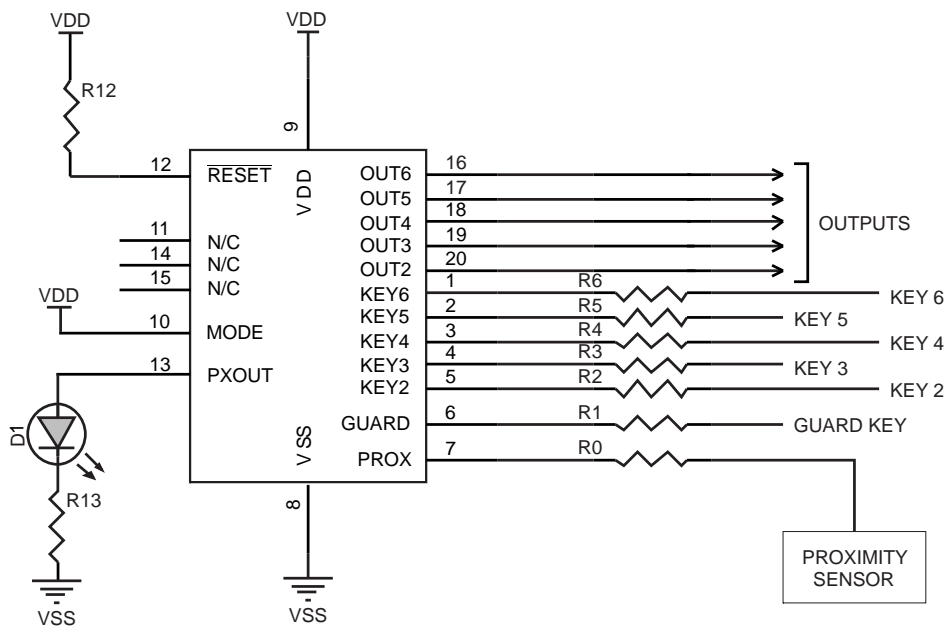 VDD
VDD
R12
9
12
RESET
VDD
OUT6
16
OUT5
17
OUT4
18
OUT3
19
OUT2
20
OUTPUTS
11
N/C
14
N/C
15
N/C
VDD
10
MODE
13
PXOUT
KEY6
1
R6
KEY 6
KEY5
2
R5
KEY 5
KEY4
3
R4
KEY 4
KEY3
4
R3
KEY 3
KEY2
5
R2
KEY 2
GUARD
6
R1
GUARD KEY
PROX
7
R0
D1
VSS
R13
8
VSS
VSS
PROXIMITY
SENSOR